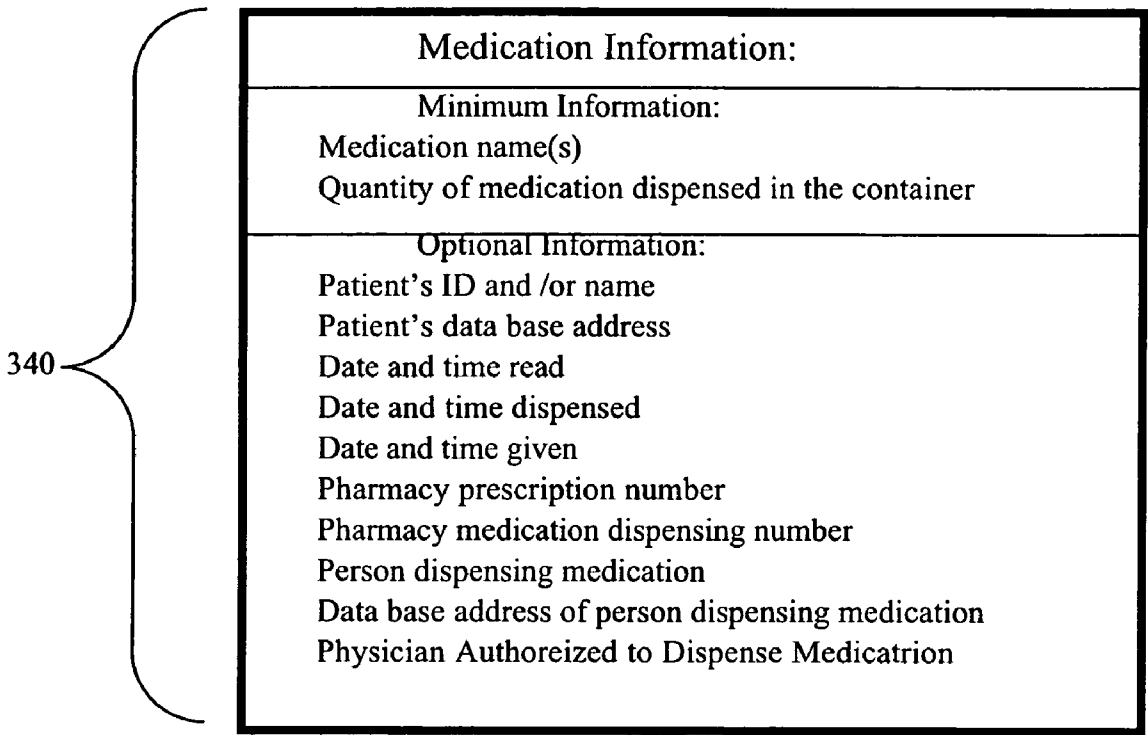 Medication Information:
Minimum Information:
Medication name(s)
Quantity of medication dispensed in the container
Optional Information:
Patient's ID and /or name
Patient's data base address
340
Date and time read
Date and time dispensed
Date and time given
Pharmacy prescription number
Pharmacy medication dispensing number
Person dispensing medication
Data base address of person dispensing medication
Physician Authoreized to Dispense Medicatrion